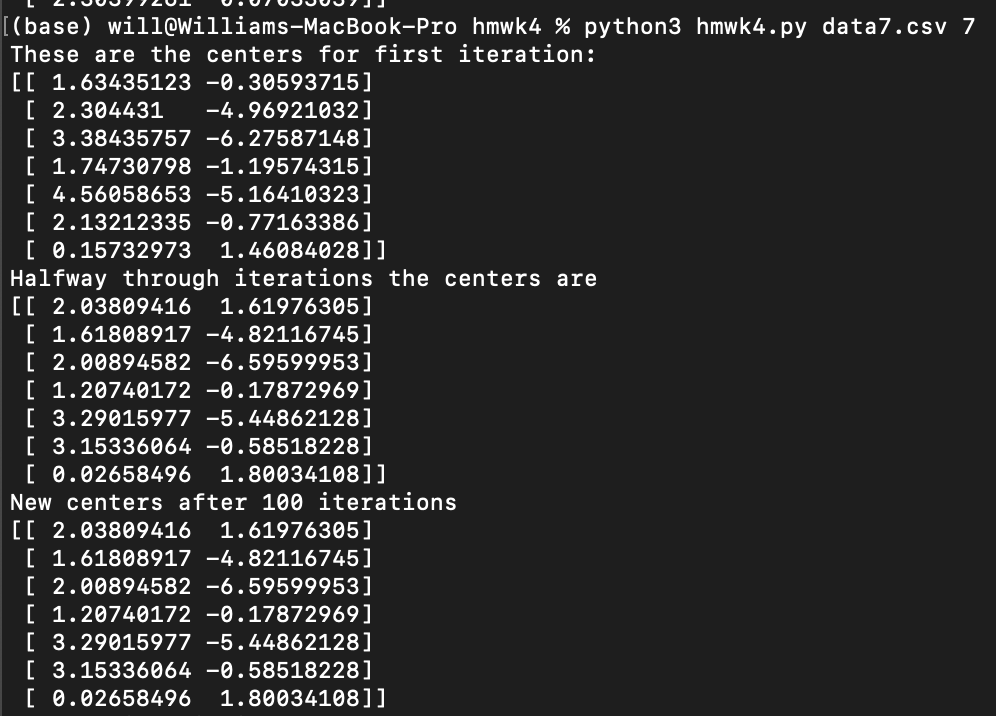 [(base) will@Williams-MacBook-Pro hmwk4 % python3 hmwk4.py data7.csv 7
These are the centers for first iteration:
[[ 1.63435123 -0.30593715]
 [ 2.304431   -4.96921032]
 [ 3.38435757 -6.27587148]
 [ 1.74730798 -1.19574315]
 [ 4.56058653 -5.16410323]
 [ 2.13212335 -0.77163386]
 [ 0.15732973  1.46084028]]
Halfway through iterations the centers are
[[ 2.03809416  1.61976305]
 [ 1.61808917 -4.82116745]
 [ 2.00894582 -6.59599953]
 [ 1.20740172 -0.17872969]
 [ 3.29015977 -5.44862128]
 [ 3.15336064 -0.58518228]
 [ 0.02658496  1.80034108]]
New centers after 100 iterations
[[ 2.03809416  1.61976305]
 [ 1.61808917 -4.82116745]
 [ 2.00894582 -6.59599953]
 [ 1.20740172 -0.17872969]
 [ 3.29015977 -5.44862128]
 [ 3.15336064 -0.58518228]
 [ 0.02658496  1.80034108]]